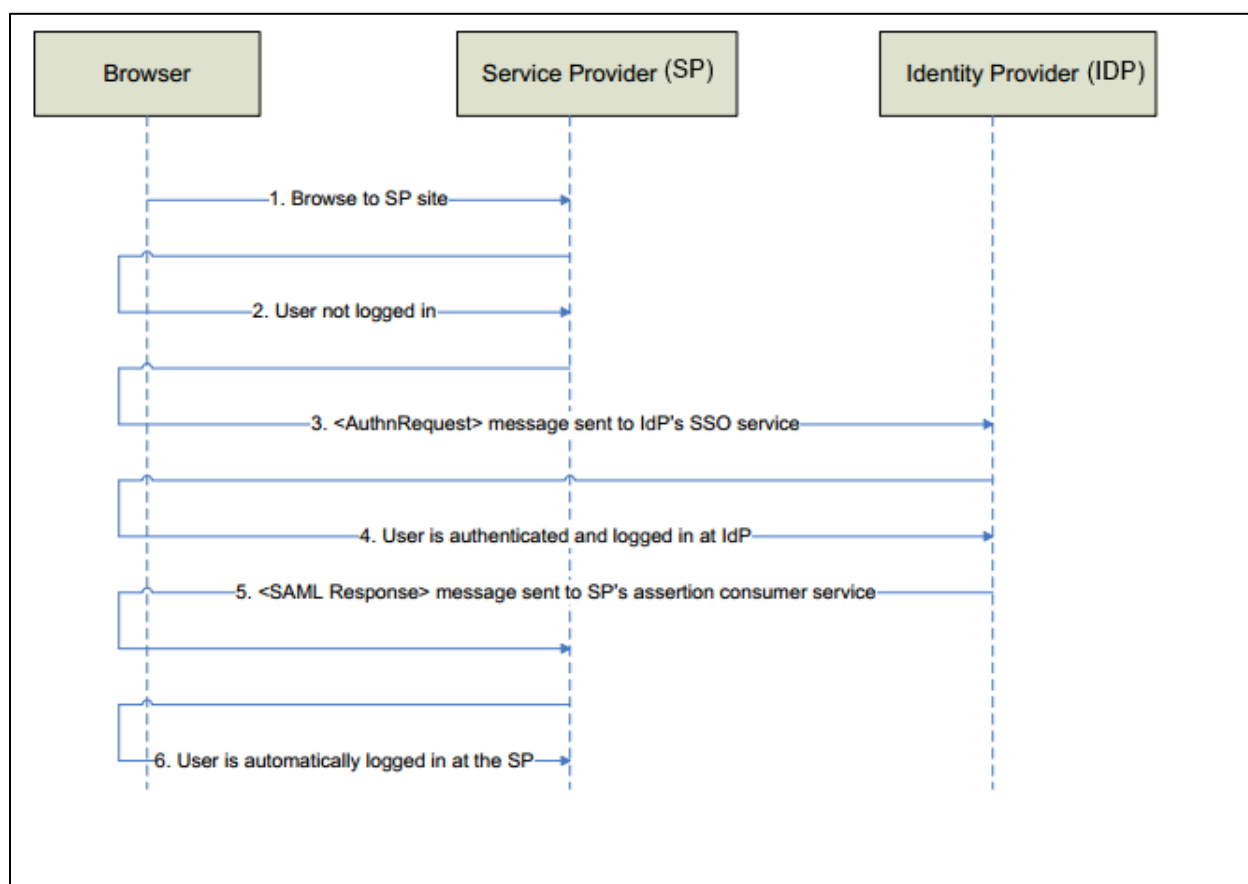 Browser
Service Provider (SP)
Identity Provider (IDP)
1. Browse to SP site
2. User not logged in
3. <AuthnRequest> message sent to IdP's SSO service
4. User is authenticated and logged in at IdP
5. <SAML Response> message sent to SP's assertion consumer service
6. User is automatically logged in at the SP